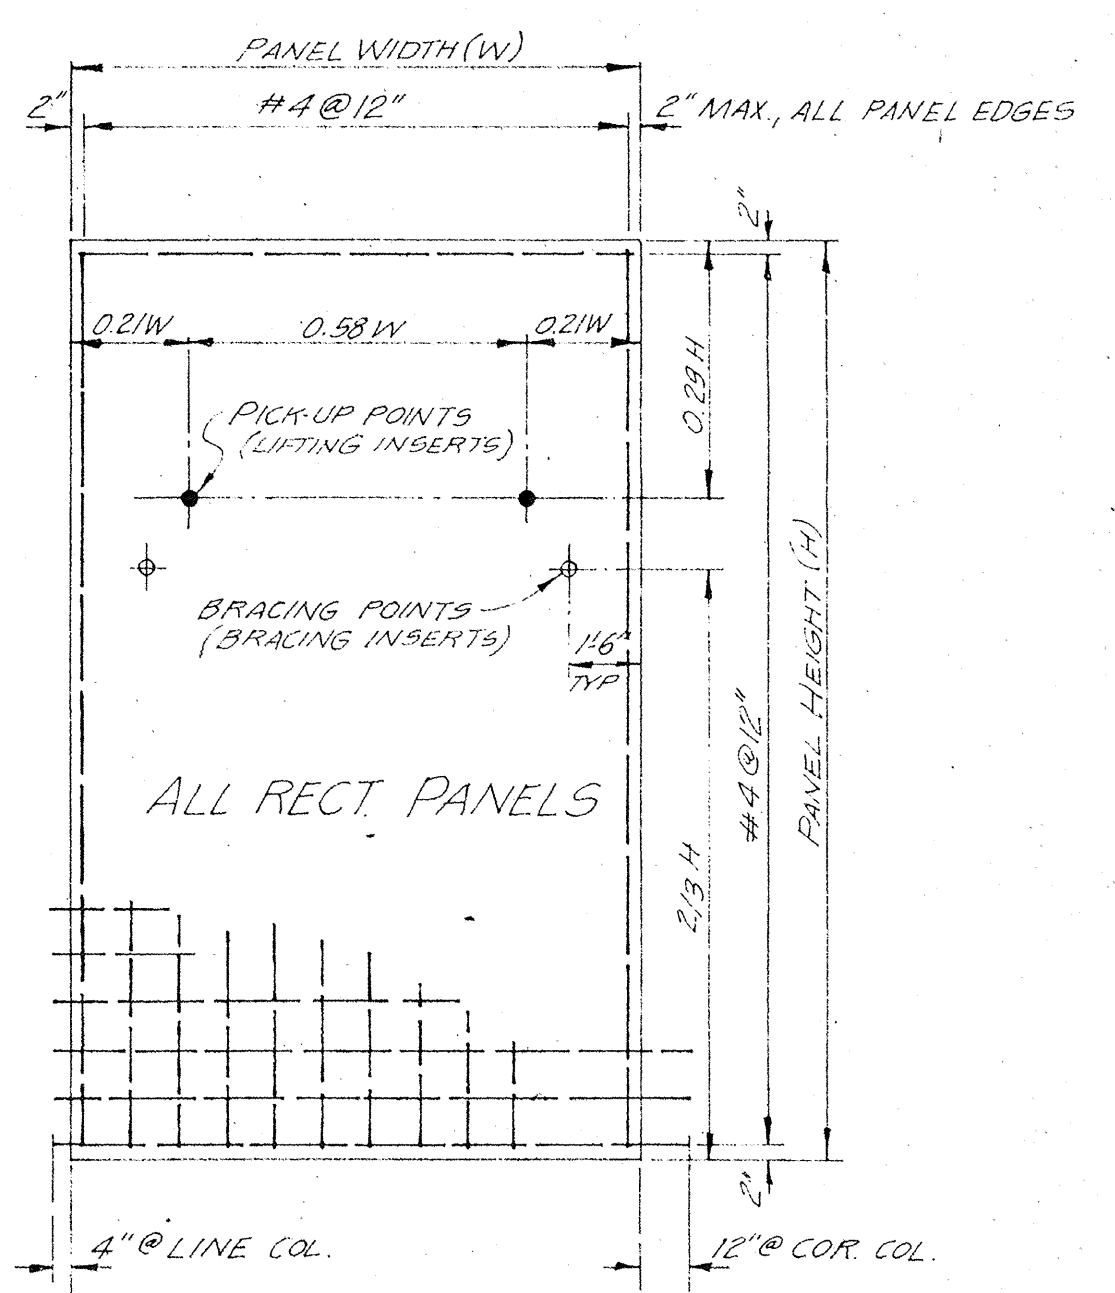 PANEL WIDTH (W)
2" #4@12" 2" MAX., ALL PANEL EDGES
2"
0.21W 0.58W 0.21W
0.29H
PICK-UP POINTS
(LIFTING INSERTS)
BRACING POINTS
(BRACING INSERTS)
1'-6"
TYP
PANEL HEIGHT (H)
#4@12"
ALL RECT. PANELS
2/3 H
2"
4" @ LINE COL. 12" @ COR. COL.